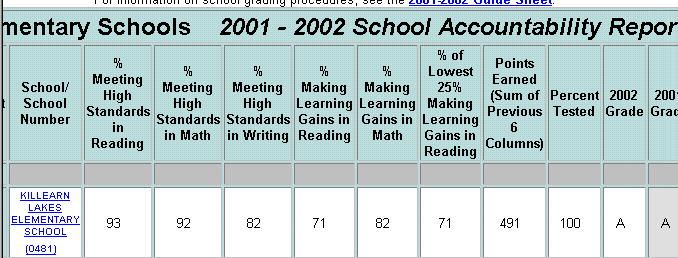 For information on school grading procedures, see the 2001-2002 Guide Sheet.
mentary Schools 2001 - 2002 School Accountability Repor
School/
School
Number
%
Meeting
High
Standards
in
Reading
%
Meeting
High
Standards
in Math
%
Meeting
High
Standards
in Writing
%
Making
Learning
Gains in
Reading
%
Making
Learning
Gains in
Math
% of
Lowest
25%
Making
Learning
Gains in
Reading
Points
Earned
(Sum of
Previous
6
Columns)
Percent
Tested
2002
Grade
200
Grad
KILLEARN
LAKES
ELEMENTARY
SCHOOL
(0481)
93 92 82 71 82 71 491 100 A A